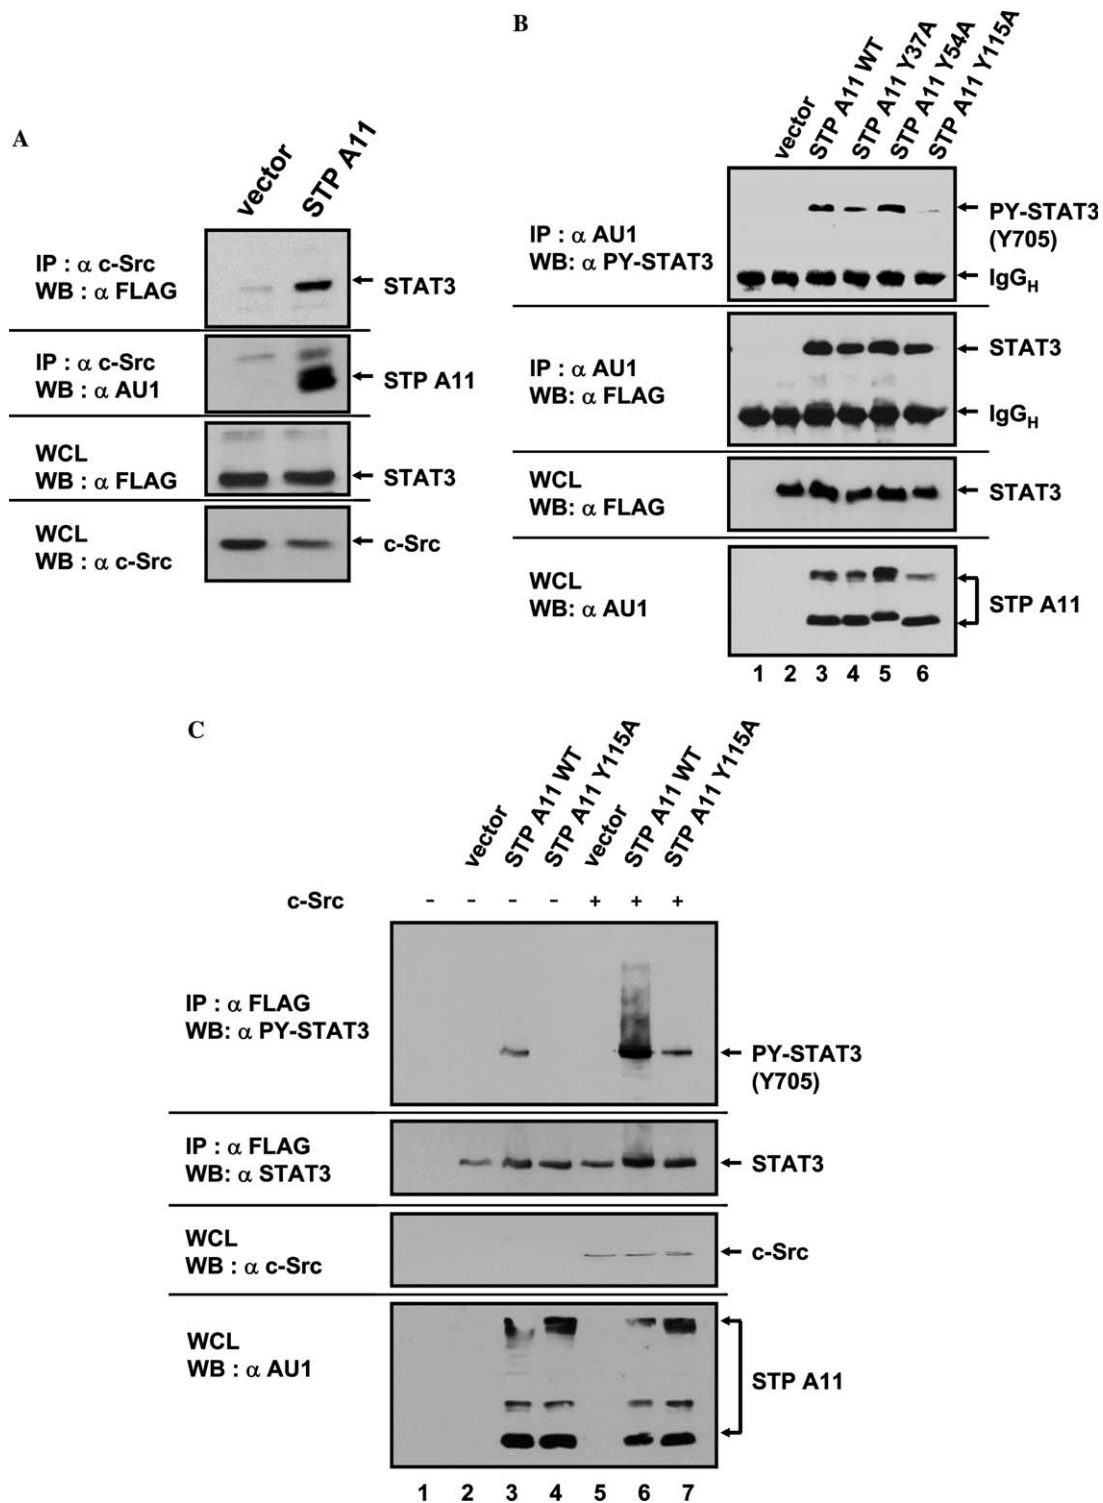 A
vector
STP A11
IP : α c-Src
WB : α FLAG
STAT3
IP : α c-Src
WB : α AU1
STP A11
WCL
WB : α FLAG
STAT3
WCL
WB : α c-Src
c-Src
B
vector
STP A11 WT
STP A11 Y37A
STP A11 Y54A
STP A11 Y115A
IP : α AU1
WB: α PY-STAT3
PY-STAT3
(Y705)
IgGH
IP : α AU1
WB: α FLAG
STAT3
IgGH
WCL
WB: α FLAG
STAT3
WCL
WB: α AU1
STP A11
1 2 3 4 5 6
C
vector
STP A11 WT
STP A11 Y115A
vector
STP A11 WT
STP A11 Y115A
c-Src - - - - + + +
IP : α FLAG
WB: α PY-STAT3
PY-STAT3
(Y705)
IP : α FLAG
WB: α STAT3
STAT3
WCL
WB : α c-Src
c-Src
WCL
WB : α AU1
STP A11
1 2 3 4 5 6 7